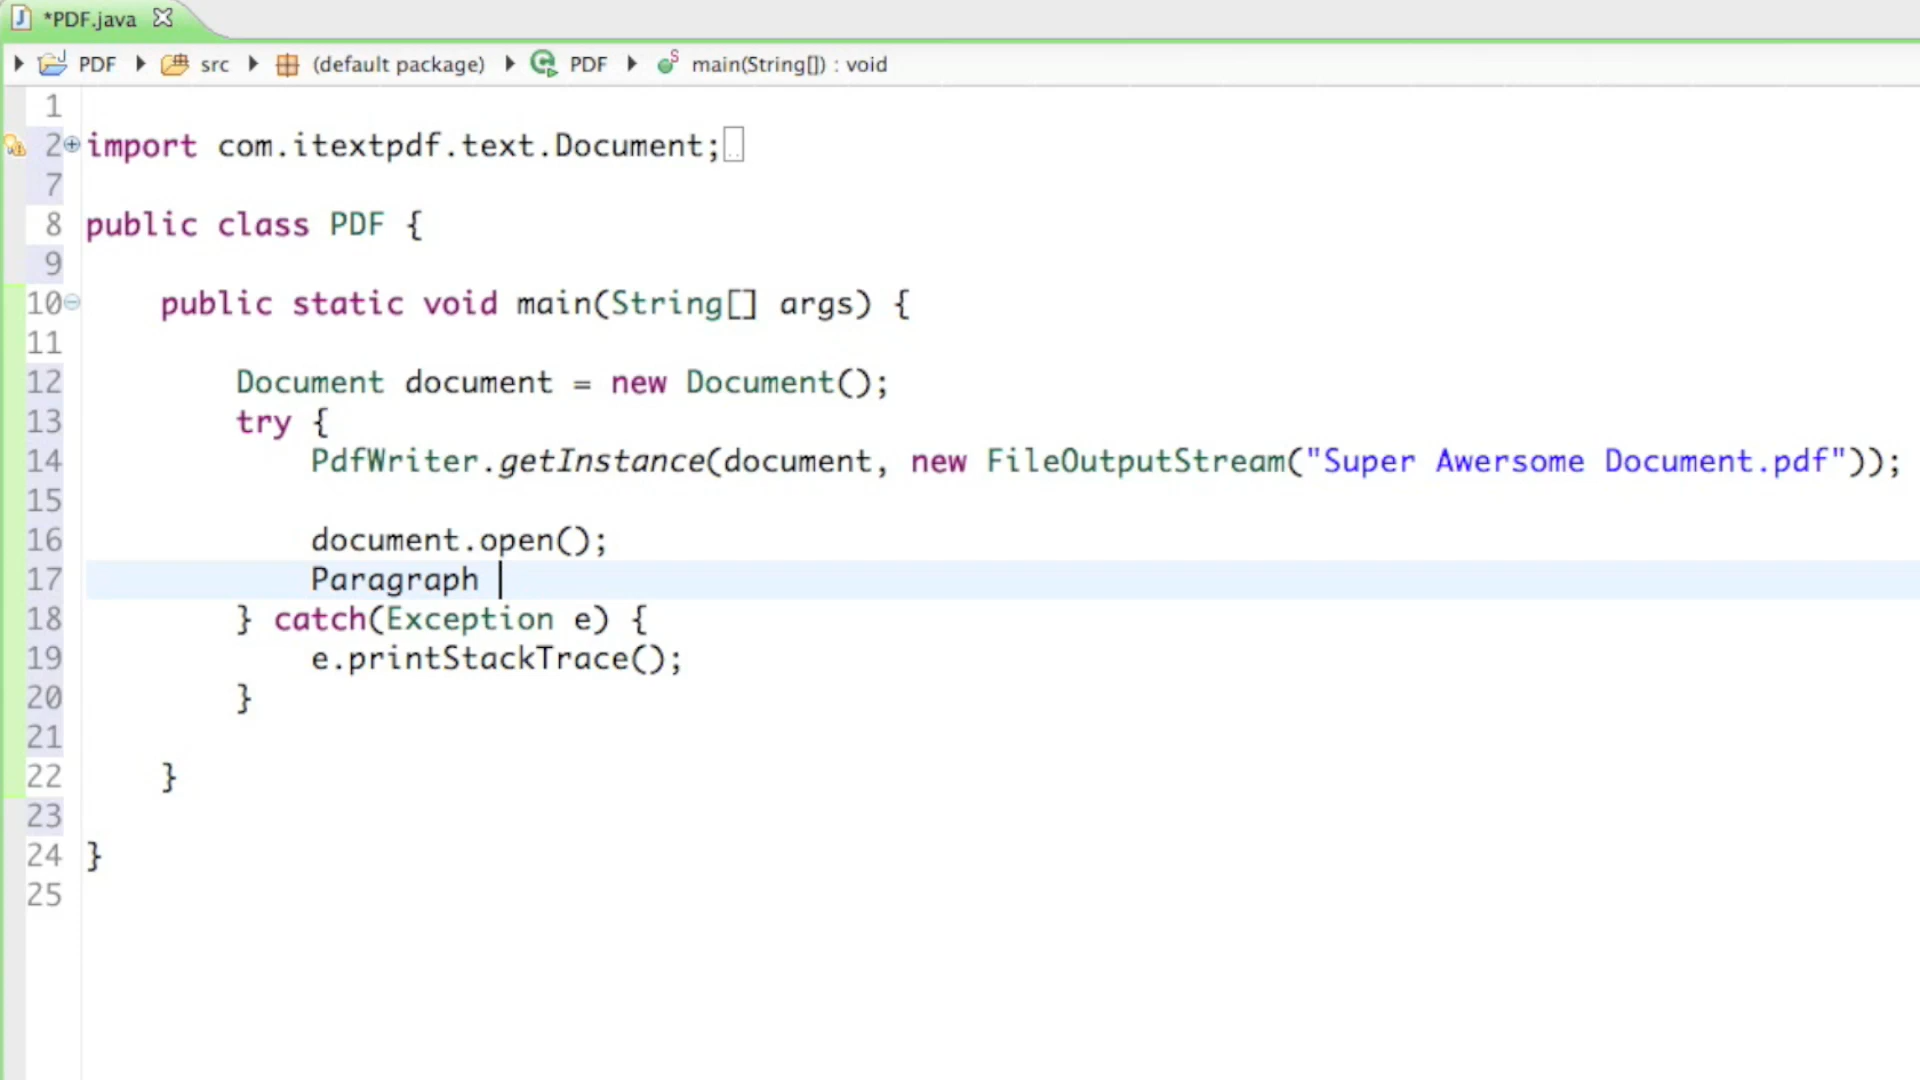 *PDF.java
PDF src (default package) PDF main(String[]) : void
1
2 import com.itextpdf.text.Document;
7
8 public class PDF {
9
10 public static void main(String[] args) {
11
12 Document document = new Document();
13 try {
14 PdfWriter.getInstance(document, new FileOutputStream("Super Awersome Document.pdf"));
15
16 document.open();
17 Paragraph
18 } catch(Exception e) {
19 e.printStackTrace();
20 }
21
22 }
23
24 }
25